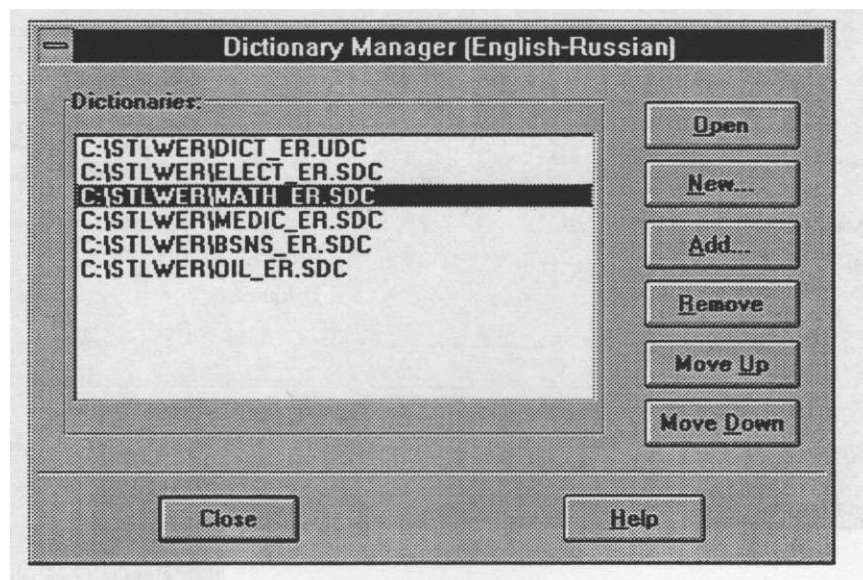 Dictionary Manager (English-Russian)
Dictionaries:
C:\STLWER\DICT_ER.UDC
C:\STLWER\ELECT_ER.SDC
C:\STLWER\MATH_ER.SDC
C:\STLWER\MEDIC_ER.SDC
C:\STLWER\BSNS_ER.SDC
C:\STLWER\OIL_ER.SDC
Open
New...
Add...
Remove
Move Up
Move Down
Close
Help